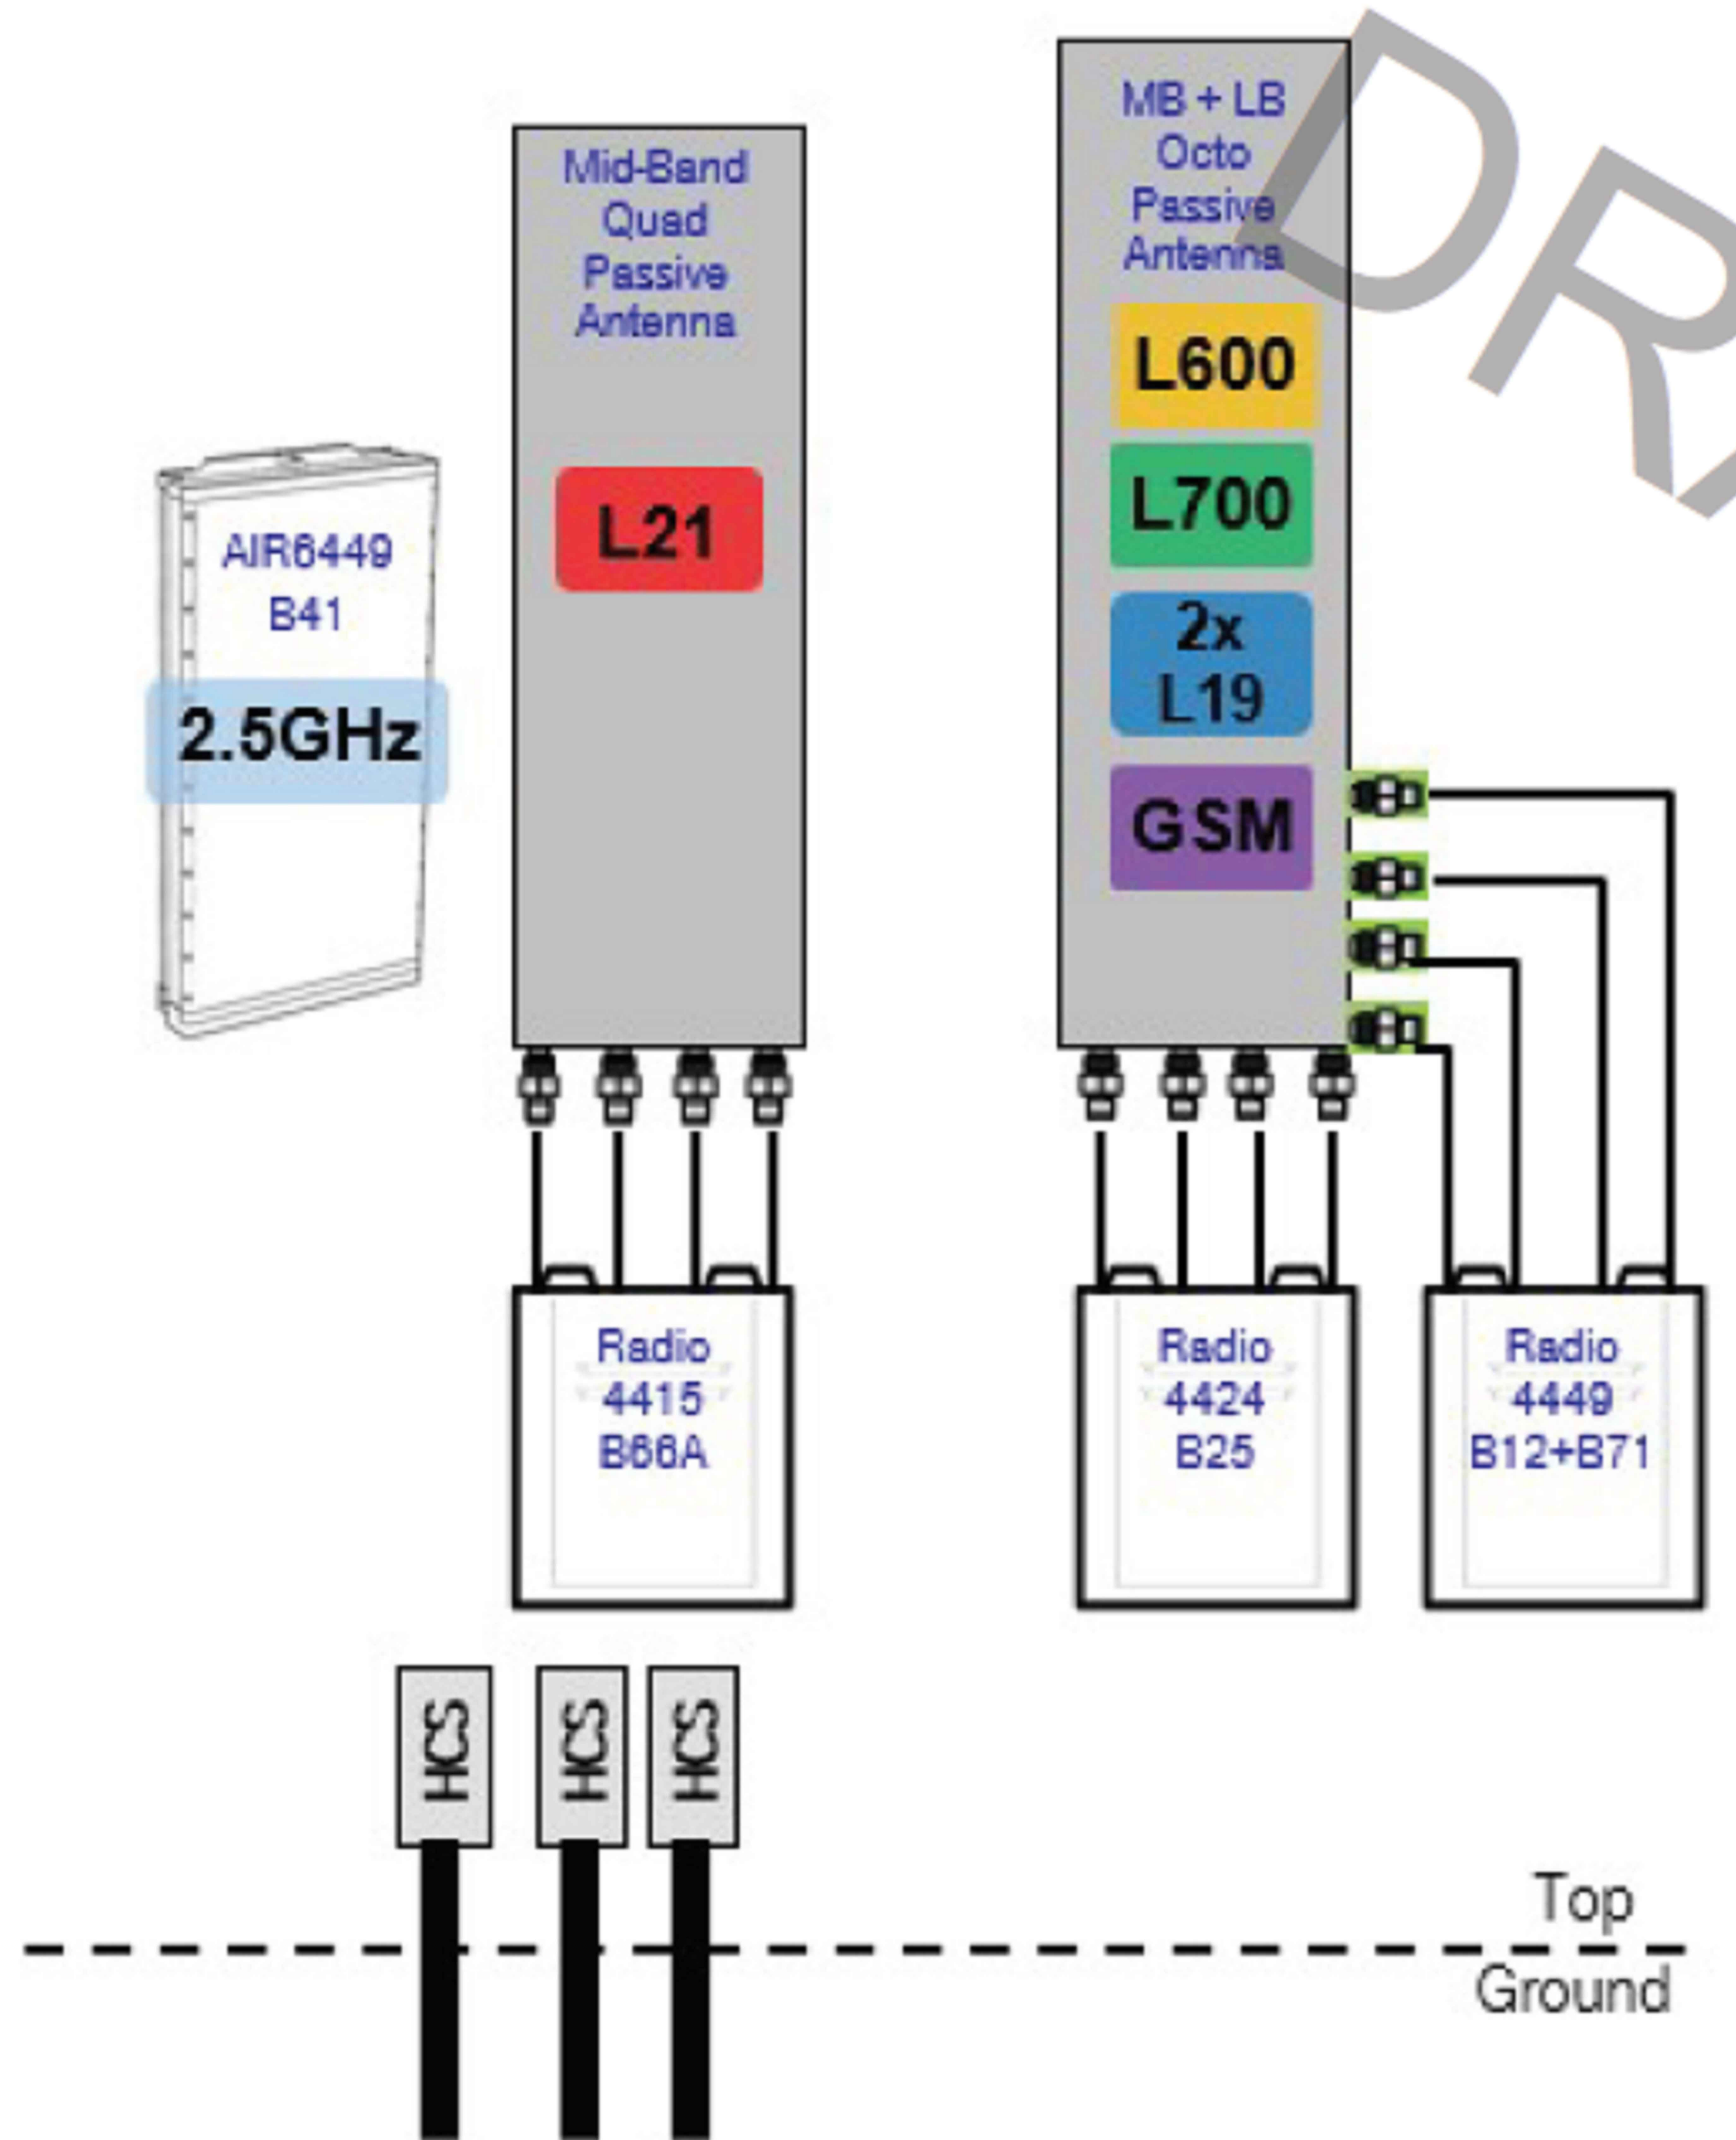 MB + LB
Octo
Passive
Antenna
Mid-Band
Quad
Passive
Antenna
L600
L700
L21
AIR6449
B41
2x
L19
2.5GHz
GSM
Radio
4415
B66A
Radio
4424
B25
Radio
4449
B12+B71
HCS
HCS
HCS
Top
Ground